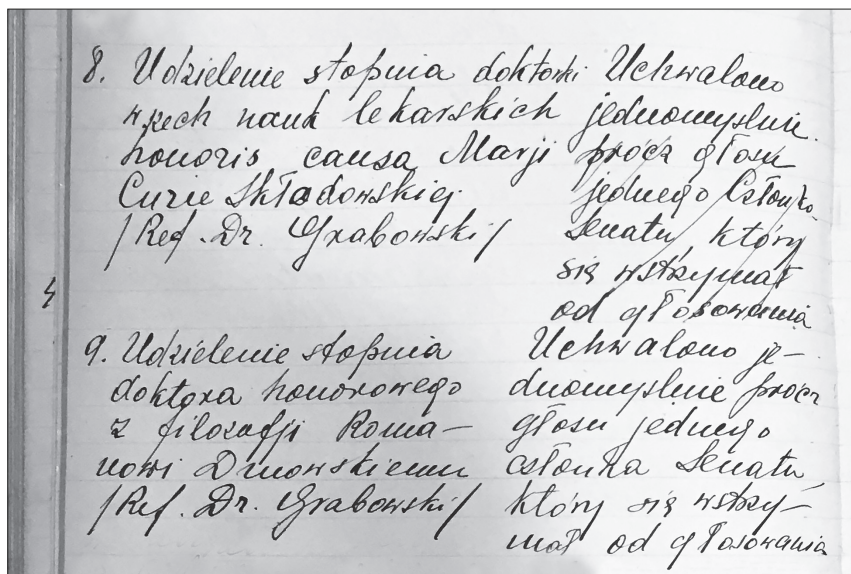 8. Udzielenie stopnia doktorki
wszech nauk lekarskich
honoris causa Marji
Curie Skłodowskiej
/Ref. Dr. Grabowski/
Uchwalono
jednomyślnie
prócz głosu
jednego Członka
Senatu, który
się wstrzymał
od głosowania
9. Udzielenie stopnia
doktora honorowego
z filozofji Roma-
nowi Dmowskiemu
/Ref. Dr. Grabowski/
Uchwalono je-
dnomyślnie prócz
głosu jednego
członka Senatu,
który się wstrzy-
mał od głosowania